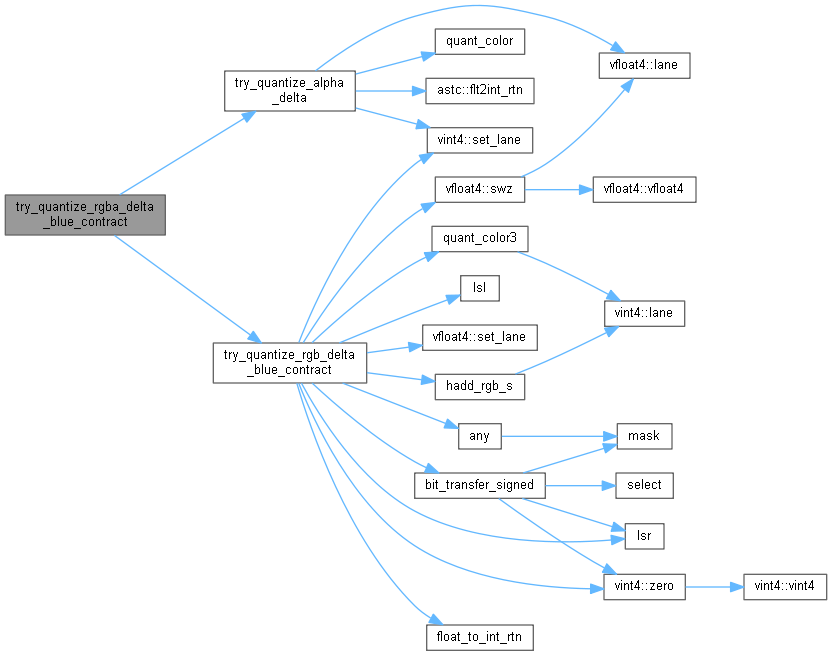 try_quantize_rgba_delta
_blue_contract
try_quantize_alpha
_delta
quant_color
astc::flt2int_rtn
vint4::set_lane
vfloat4::lane
vfloat4::swz
vfloat4::vfloat4
try_quantize_rgb_delta
_blue_contract
quant_color3
lsl
vfloat4::set_lane
hadd_rgb_s
vint4::lane
any
mask
bit_transfer_signed
select
lsr
vint4::zero
vint4::vint4
float_to_int_rtn